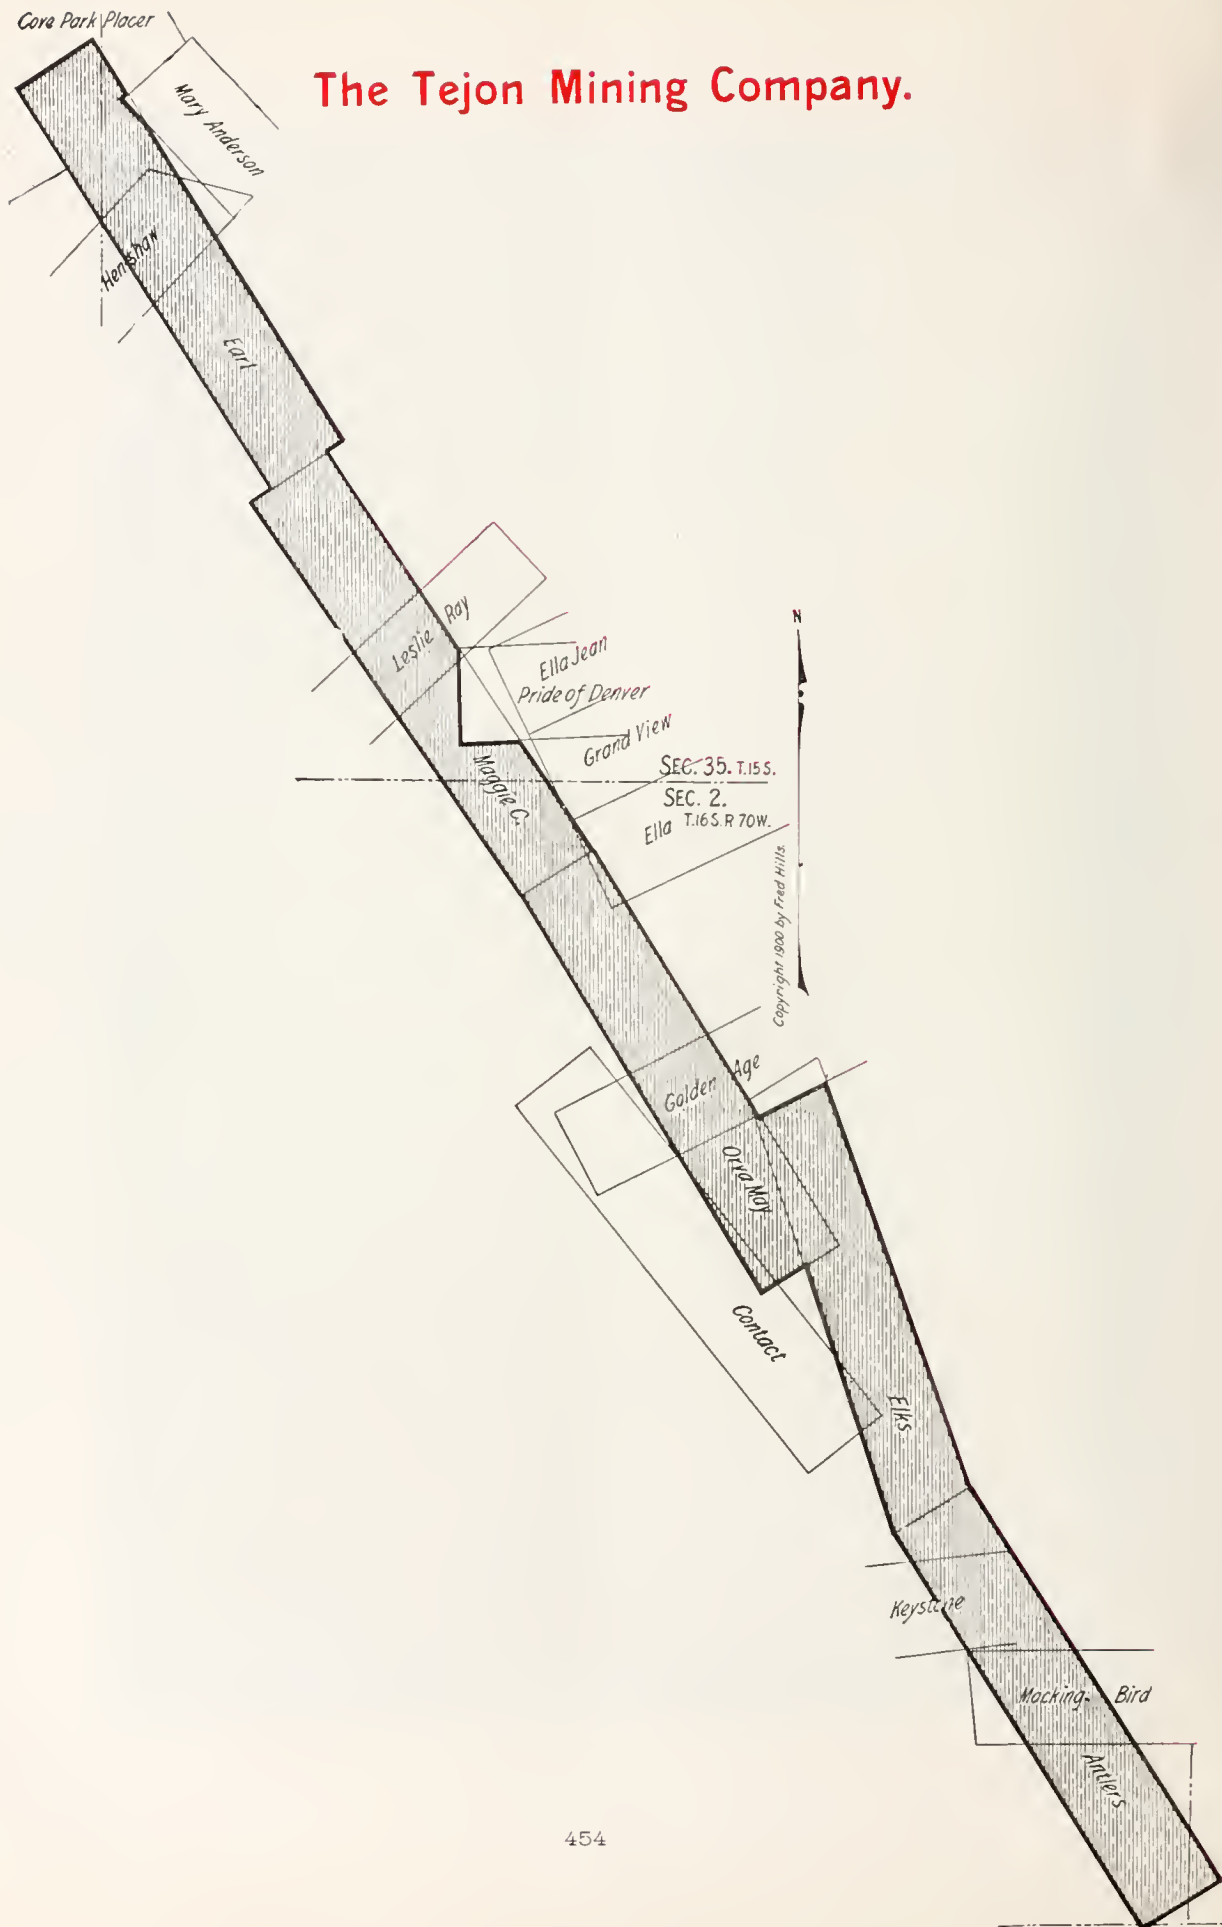 Cove Park Placer
The Tejon Mining Company.
Mary Anderson
Henshaw
Earl
Leslie Ray
Ella Jean
Pride of Denver
Grand View
SEC. 35. T.15 S.
Maggie C.
SEC. 2.
Ella T.16 S. R 70 W.
N
Copyright 1900 by Fred Hills.
Golden Age
Orva May
Contact
Elks
Keystone
Mocking Bird
Antlers
454